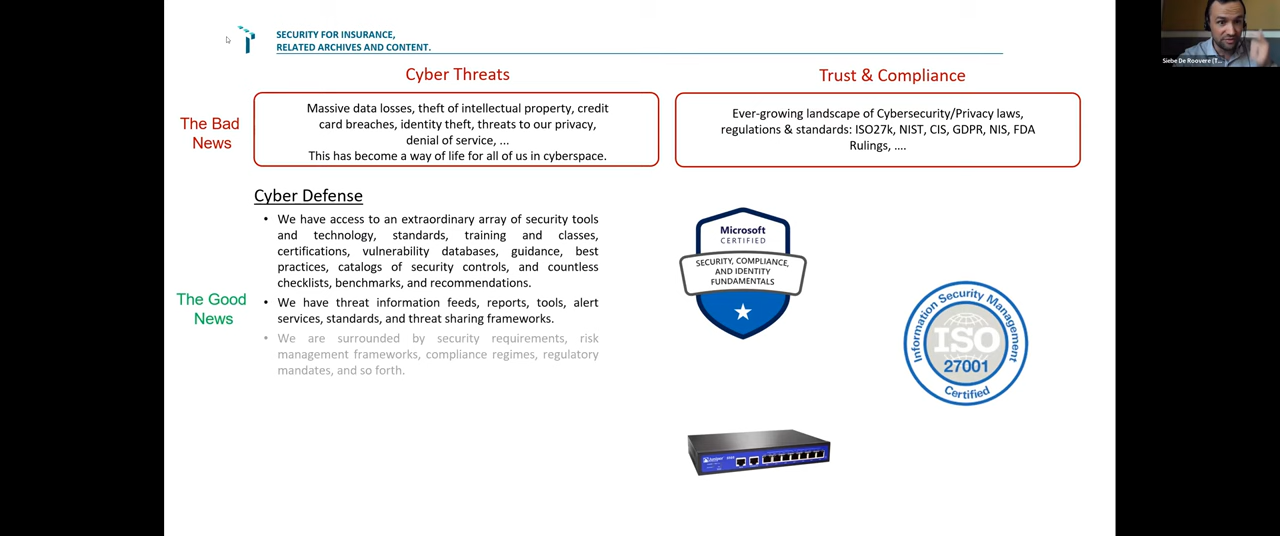 SECURITY FOR INSURANCE,
RELATED ARCHIVES AND CONTENT.
Siebe De Roovere (T...
Cyber Threats
Trust & Compliance
The Bad
News
Massive data losses, theft of intellectual property, credit
card breaches, identity theft, threats to our privacy,
denial of service, ...
This has become a way of life for all of us in cyberspace.
Ever-growing landscape of Cybersecurity/Privacy laws,
regulations & standards: ISO27k, NIST, CIS, GDPR, NIS, FDA
Rulings, ....
Cyber Defense
• We have access to an extraordinary array of security tools
and technology, standards, training and classes,
certifications, vulnerability databases, guidance, best
practices, catalogs of security controls, and countless
checklists, benchmarks, and recommendations.
The Good
News
• We have threat information feeds, reports, tools, alert
services, standards, and threat sharing frameworks.
• We are surrounded by security requirements, risk
management frameworks, compliance regimes, regulatory
mandates, and so forth.
Microsoft
CERTIFIED
SECURITY, COMPLIANCE,
AND IDENTITY
FUNDAMENTALS
Information Security Management
ISO
27001
Certified
Juniper